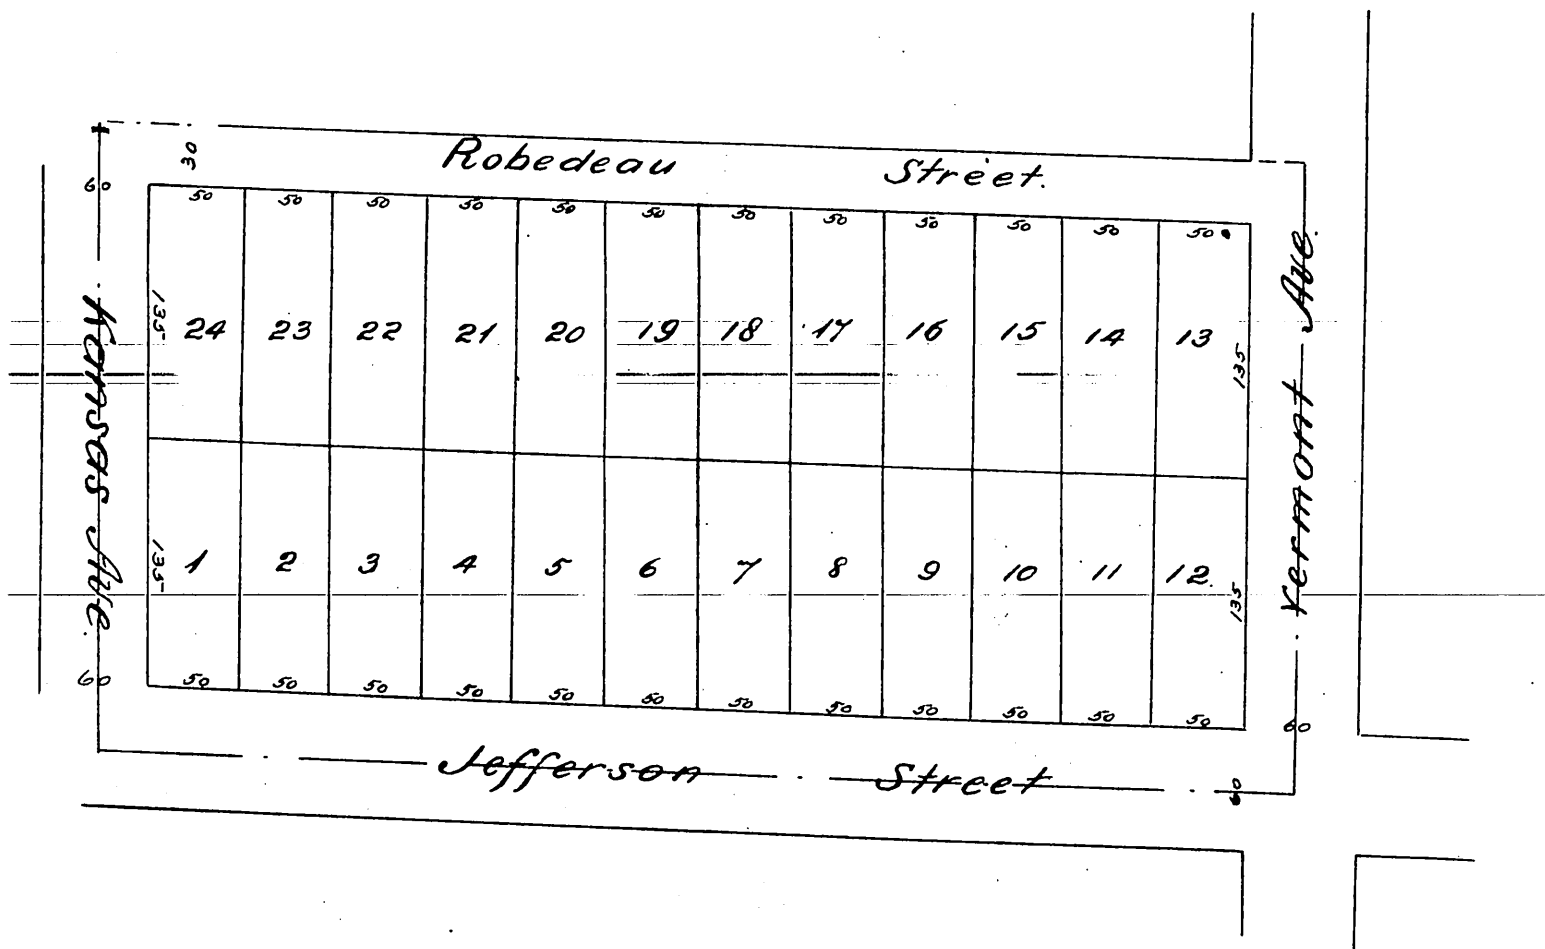 30
Robedeau Street.
60
50 50 50 50 50 50 50 50 50 50 50 50
Kansas Ave.
Vermont Ave.
135 24 23 22 21 20 19 18 17 16 15 14 13 135
135 1 2 3 4 5 6 7 8 9 10 11 12. 135
60
50 50 50 50 50 50 50 50 50 50 50 50
60
Jefferson Street
60